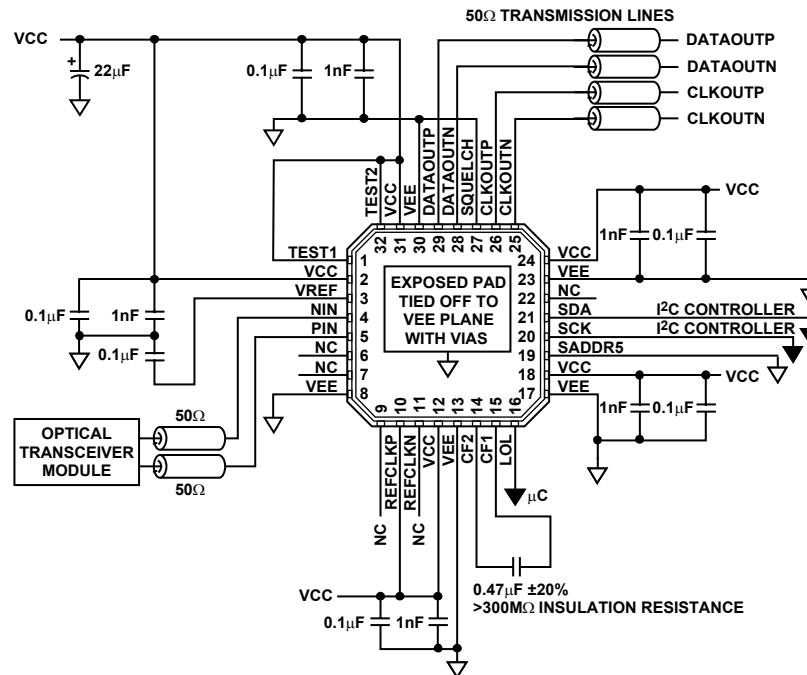 50Ω TRANSMISSION LINES
VCC
22μF
+
0.1μF
1nF
DATAOUTP
DATAOUTN
CLKOUTP
CLKOUTN
TEST2
VCC
VEE
DATAOUTP
DATAOUTN
SQUELCH
CLKOUTP
CLKOUTN
32
31
30
29
28
27
26
25
TEST1
VCC
VREF
NIN
PIN
NC
NC
VEE
1
2
3
4
5
6
7
8
0.1μF
1nF
0.1μF
EXPOSED PAD
TIED OFF TO
VEE PLANE
WITH VIAS
24
23
22
21
20
19
18
17
VCC
VEE
NC
SDA
SCK
SADDR5
VCC
VEE
VCC
1nF
0.1μF
I²C CONTROLLER
I²C CONTROLLER
VCC
1nF
0.1μF
OPTICAL
TRANSCEIVER
MODULE
50Ω
50Ω
9
10
11
12
13
14
15
16
NC
REFCLKP
REFCLKN
NC
VCC
VEE
CF2
CF1
LOL
μC
VCC
0.1μF
1nF
0.47μF ±20%
>300MΩ INSULATION RESISTANCE